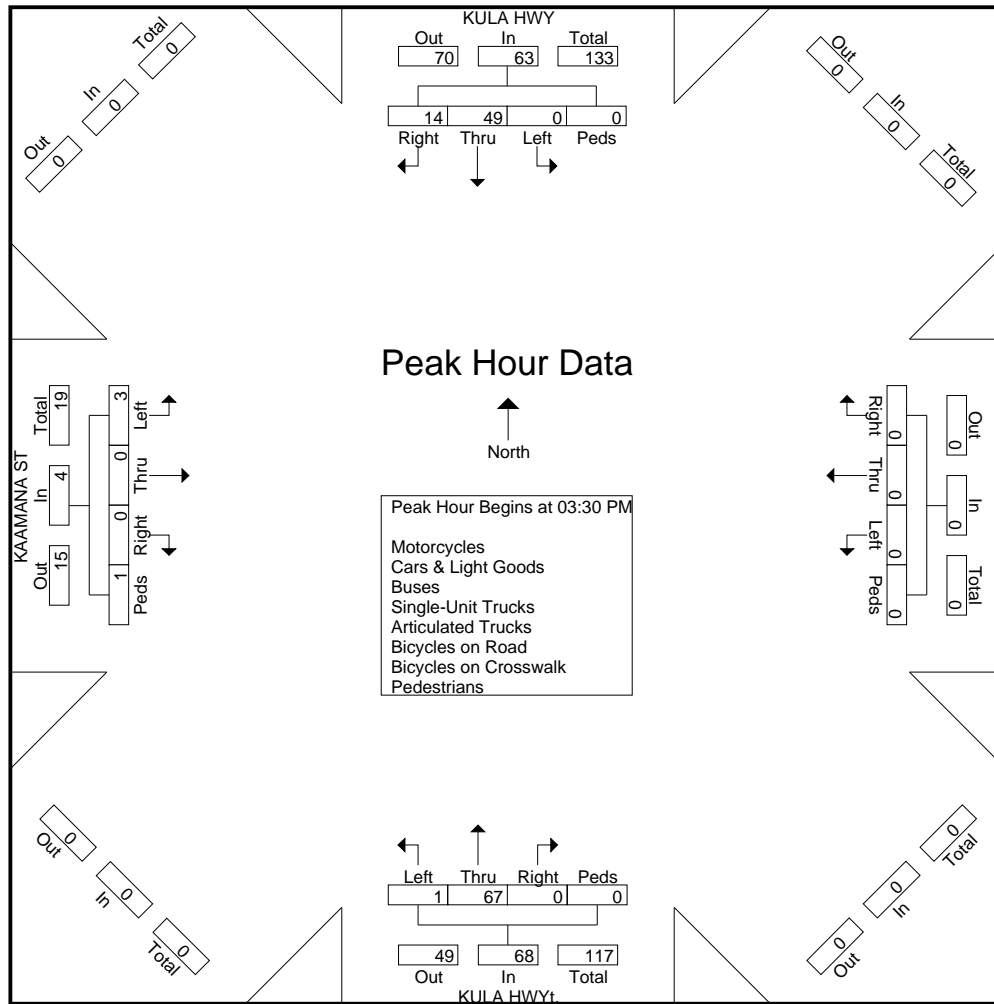 KULA HWY
Out In Total
70 63 133
14 49 0 0
Right Thru Left Peds
Total 0
In 0
Out 0
Out 0
In 0
Total 0
Peak Hour Data
North
Peak Hour Begins at 03:30 PM
Motorcycles
Cars & Light Goods
Buses
Single-Unit Trucks
Articulated Trucks
Bicycles on Road
Bicycles on Crosswalk
Pedestrians
KAAMANA ST
Out In Total
15 4 19
3 0 0 1
Left Thru Right Peds
Right Thru Left Peds
0 0 0 0
Out In Total
0 0 0
Left Thru Right Peds
1 67 0 0
49 68 117
Out In Total
KULA HWYt.
0 Out
0 In
0 Total
0 Total
0 In
0 Out